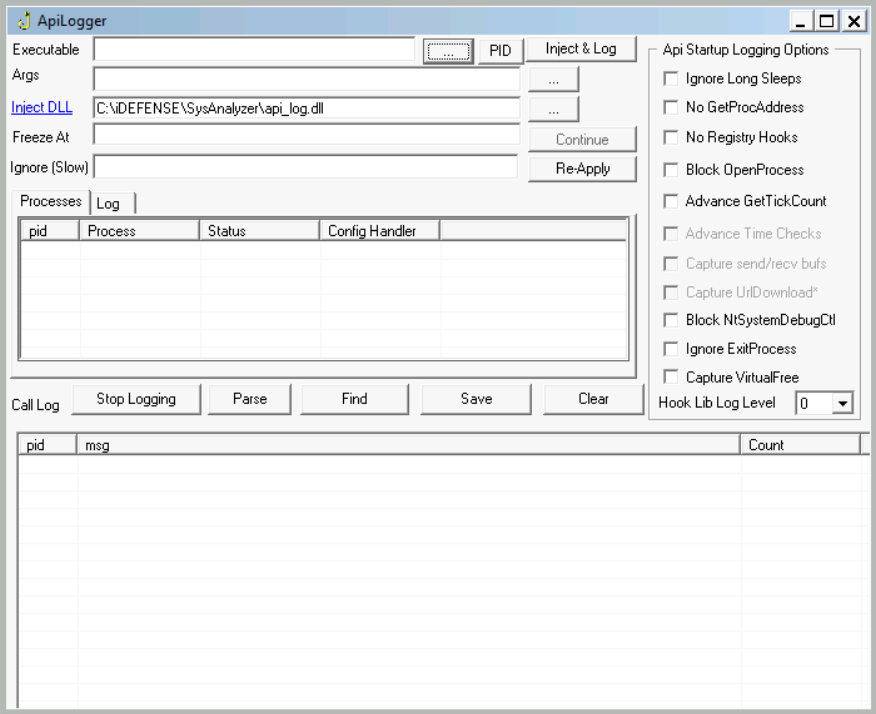 ApiLogger
Executable ... PID Inject & Log
Args ...
Inject DLL C:\iDEFENSE\SysAnalyzer\api_log.dll ...
Freeze At Continue
Ignore (Slow) Re-Apply
Processes Log
pid Process Status Config Handler
Api Startup Logging Options
Ignore Long Sleeps
No GetProcAddress
No Registry Hooks
Block OpenProcess
Advance GetTickCount
Advance Time Checks
Capture send/recv bufs
Capture UrlDownload*
Block NtSystemDebugCtl
Ignore ExitProcess
Capture VirtualFree
Hook Lib Log Level 0
Call Log Stop Logging Parse Find Save Clear
pid msg Count